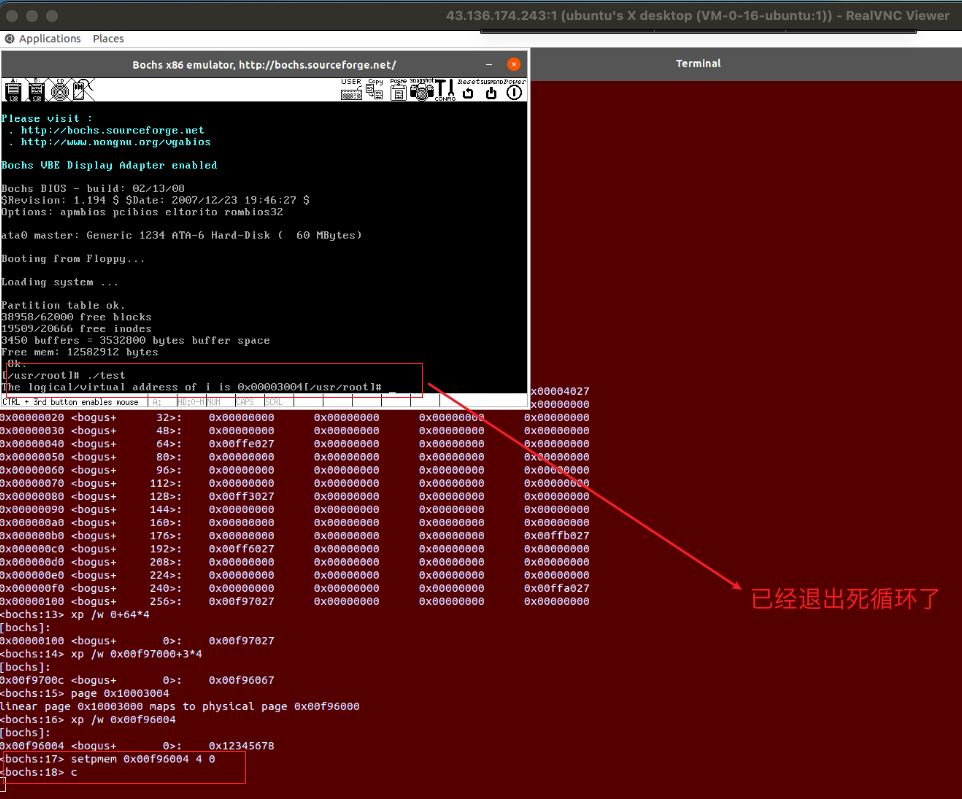 43.136.174.243:1 (ubuntu's X desktop (VM-0-16-ubuntu:1)) - RealVNC Viewer
Applications Places
Bochs x86 emulator, http://bochs.sourceforge.net/
Terminal
USER Copy Paste snapshot CONFIG Reset SUSPEND Power
Please visit :
. http://bochs.sourceforge.net
. http://www.nongnu.org/vgabios
Bochs VBE Display Adapter enabled
Bochs BIOS - build: 02/13/08
$Revision: 1.194 $ $Date: 2007/12/23 19:46:27 $
Options: apmbios pcibios eltorito rombios32
ata0 master: Generic 1234 ATA-6 Hard-Disk ( 60 MBytes)
Booting from Floppy...
Loading system ...
Partition table ok.
38958/62000 free blocks
19509/20666 free inodes
3450 buffers = 3532800 bytes buffer space
Free mem: 12582912 bytes
Ok.
[/usr/root]# ./test
The logical/virtual address of i is 0x00003004[/usr/root]# _
CTRL + 3rd button enables mouse A: HD:0-M NUM CAPS SCRL
0x00004027
0x00000000
0x00000020 <bogus+ 32>: 0x00000000 0x00000000 0x00000000 0x00000000
0x00000030 <bogus+ 48>: 0x00000000 0x00000000 0x00000000 0x00000000
0x00000040 <bogus+ 64>: 0x00ffe027 0x00000000 0x00000000 0x00000000
0x00000050 <bogus+ 80>: 0x00000000 0x00000000 0x00000000 0x00000000
0x00000060 <bogus+ 96>: 0x00000000 0x00000000 0x00000000 0x00000000
0x00000070 <bogus+ 112>: 0x00000000 0x00000000 0x00000000 0x00000000
0x00000080 <bogus+ 128>: 0x00ff3027 0x00000000 0x00000000 0x00000000
0x00000090 <bogus+ 144>: 0x00000000 0x00000000 0x00000000 0x00000000
0x000000a0 <bogus+ 160>: 0x00000000 0x00000000 0x00000000 0x00000000
0x000000b0 <bogus+ 176>: 0x00000000 0x00000000 0x00000000 0x00ffb027
0x000000c0 <bogus+ 192>: 0x00ff6027 0x00000000 0x00000000 0x00000000
0x000000d0 <bogus+ 208>: 0x00000000 0x00000000 0x00000000 0x00000000
0x000000e0 <bogus+ 224>: 0x00000000 0x00000000 0x00000000 0x00000000
0x000000f0 <bogus+ 240>: 0x00000000 0x00000000 0x00000000 0x00ffa027
0x00000100 <bogus+ 256>: 0x00f97027 0x00000000 0x00000000 0x00000000
<bochs:13> xp /w 0+64*4
[bochs]:
0x00000100 <bogus+ 0>: 0x00f97027
<bochs:14> xp /w 0x00f97000+3*4
[bochs]:
0x00f9700c <bogus+ 0>: 0x00f96067
<bochs:15> page 0x10003004
linear page 0x10003000 maps to physical page 0x00f96000
<bochs:16> xp /w 0x00f96004
[bochs]:
0x00f96004 <bogus+ 0>: 0x12345678
<bochs:17> setpmem 0x00f96004 4 0
<bochs:18> c
已经退出死循环了